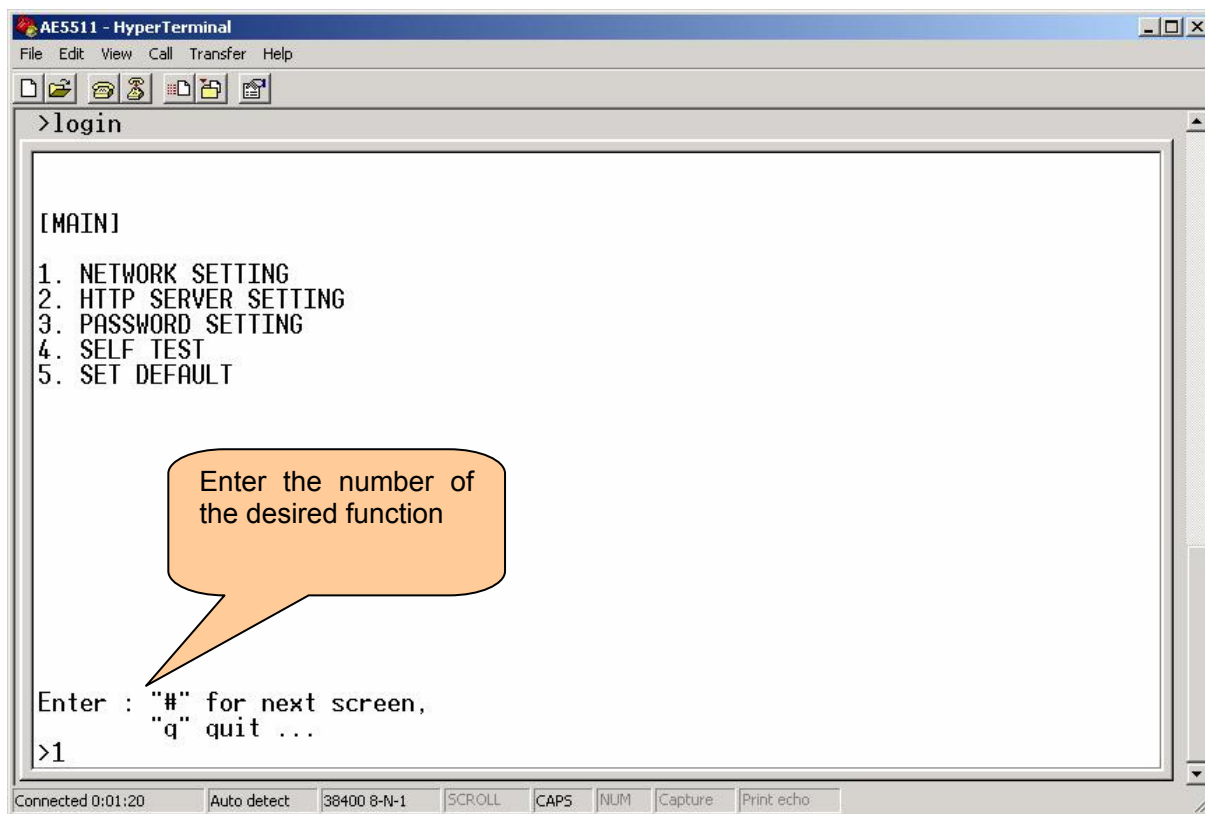 AE5511 - HyperTerminal
File Edit View Call Transfer Help
>login
[MAIN]
1. NETWORK SETTING
2. HTTP SERVER SETTING
3. PASSWORD SETTING
4. SELF TEST
5. SET DEFAULT
Enter the number of
the desired function
Enter : "#" for next screen,
"q" quit ...
>1
Connected 0:01:20 Auto detect 38400 8-N-1 SCROLL CAPS NUM Capture Print echo